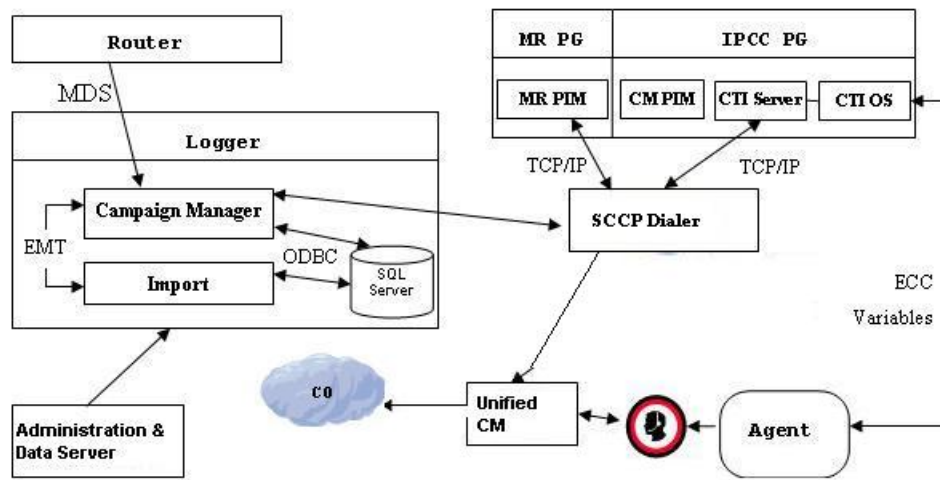 Router
MR PG
IPCC PG
MDS
MR PIM
CM PIM
CTI Server
CTI OS
Logger
TCP/IP
TCP/IP
Campaign Manager
SCCP Dialer
EMT
ODBC
Import
SQL
Server
ECC
Variables
CO
Administration &
Data Server
Unified
CM
Agent